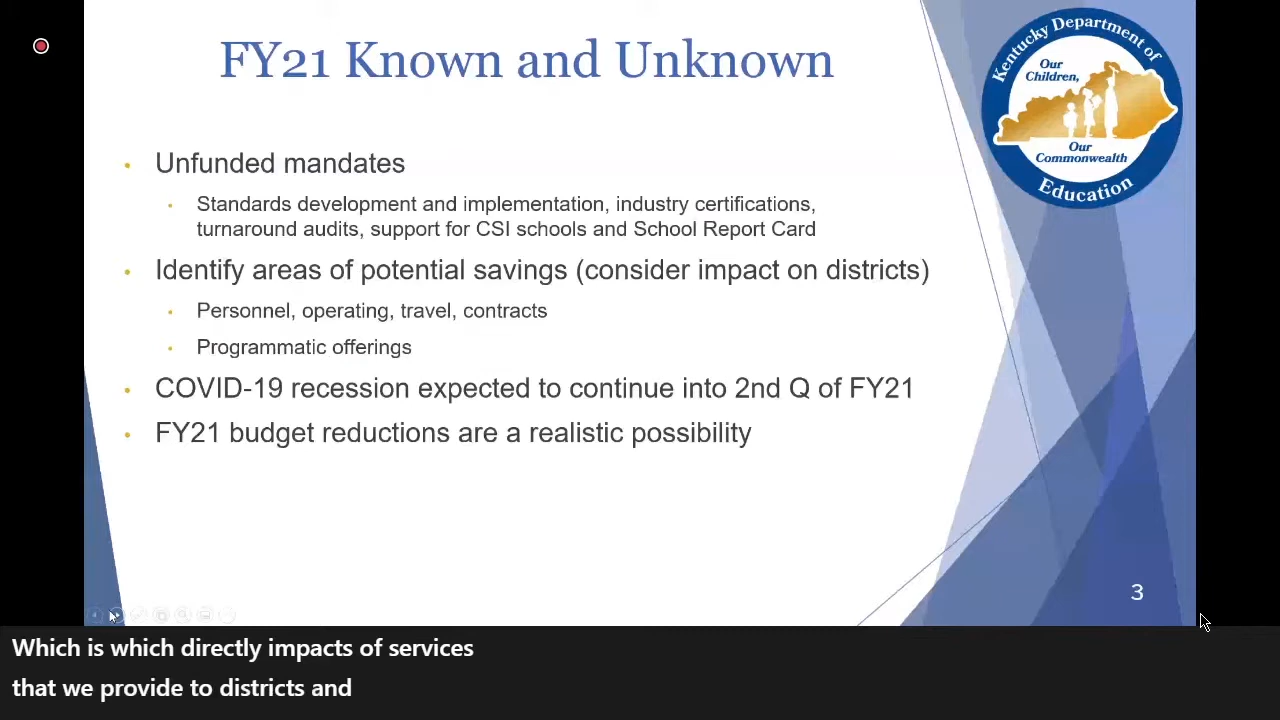 FY21 Known and Unknown
Kentucky Department of
Our
Children,
Our
Commonwealth
Education
• Unfunded mandates
• Standards development and implementation, industry certifications,
turnaround audits, support for CSI schools and School Report Card
• Identify areas of potential savings (consider impact on districts)
• Personnel, operating, travel, contracts
• Programmatic offerings
• COVID-19 recession expected to continue into 2nd Q of FY21
• FY21 budget reductions are a realistic possibility
3
Which is which directly impacts of services
that we provide to districts and